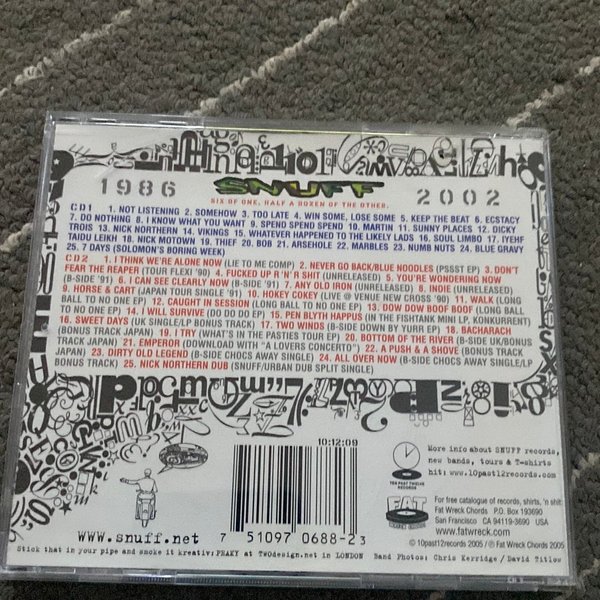 1986 SNUFF 2002
SIX OF ONE, HALF A DOZEN OF THE OTHER.
CD1 1. NOT LISTENING 2. SOMEHOW 3. TOO LATE 4. WIN SOME, LOSE SOME 5. KEEP THE BEAT 6. ECSTACY
7. DO NOTHING 8. I KNOW WHAT YOU WANT 9. SPEND SPEND SPEND 10. MARTIN 11. SUNNY PLACES 12. DICKY
TROIS 13. NICK NORTHERN 14. VIKINGS 15. WHATEVER HAPPENED TO THE LIKELY LADS 16. SOUL LIMBO 17. IYEHF
TAIDU LEIKH 18. NICK MOTOWN 19. THIEF 20. BOB 21. ARSEHOLE 22. MARBLES 23. NUMB NUTS 24. BLUE GRAVY
25. 7 DAYS (SOLOMON'S BORING WEEK)
CD2 1. I THINK WE'RE ALONE NOW (LIE TO ME COMP) 2. NEVER GO BACK/BLUE NOODLES (PSSST EP) 3. DON'T
FEAR THE REAPER (TOUR FLEXI '90) 4. FUCKED UP R'N'R SHIT (UNRELEASED) 5. YOU'RE WONDERING NOW
(B-SIDE '91) 6. I CAN SEE CLEARLY NOW (B-SIDE '91) 7. ANY OLD IRON (UNRELEASED) 8. INDIE (UNRELEASED)
9. HORSE & CART (JAPAN TOUR SINGLE '91) 10. HOKEY COKEY (LIVE @ VENUE NEW CROSS '90) 11. WALK (LONG
BALL TO NO ONE EP) 12. CAUGHT IN SESSION (LONG BALL TO NO ONE EP) 13. DOW DOW BOOF BOOF (LONG
BALL TO NO ONE EP) 14. I WILL SURVIVE (DO DO DO EP) 15. PEN BLYTH HAPPUS (IN THE FISHTANK MINI LP, KONKURRENT)
16. SWEET DAYS (UK SINGLE/LP BONUS TRACK) 17. TWO WINDS (B-SIDE DOWN BY YURR EP) 18. BACHARACH
(BONUS TRACK JAPAN) 19. I TRY (WHAT'S IN THE PASTIES TOUR EP) 20. BOTTOM OF THE RIVER (B-SIDE UK/BONUS
TRACK JAPAN) 21. EMPEROR (DOWNLOAD WITH "A LOVERS CONCERTO") 22. A PUSH & A SHOVE (BONUS TRACK
JAPAN) 23. DIRTY OLD LEGEND (B-SIDE CHOCS AWAY SINGLE) 24. ALL OVER NOW (B-SIDE CHOCS AWAY SINGLE/LP
BONUS TRACK) 25. NICK NORTHERN DUB (SNUFF/URBAN DUB SPLIT SINGLE)
10:12:09
TEN PAST TWELVE
RECORDS
More info about SNUFF records,
new bands, tours & T-shirts
hit: www.10past12records.com
FAT
For free catalogue of records, shirts, 'n shit:
Fat Wreck Chords P.O. Box 193690
San Francisco CA 94119-3690 USA
www.fatwreck.com
© 10past12records 2005 / ℗ Fat Wreck Chords 2005
www.snuff.net
7 51097 0688-2 3
Stick that in your pipe and smoke it kreativ: PHAKY at TWOdesign.net in LONDON Band Photos: Chris Kerridge/ David Titlow